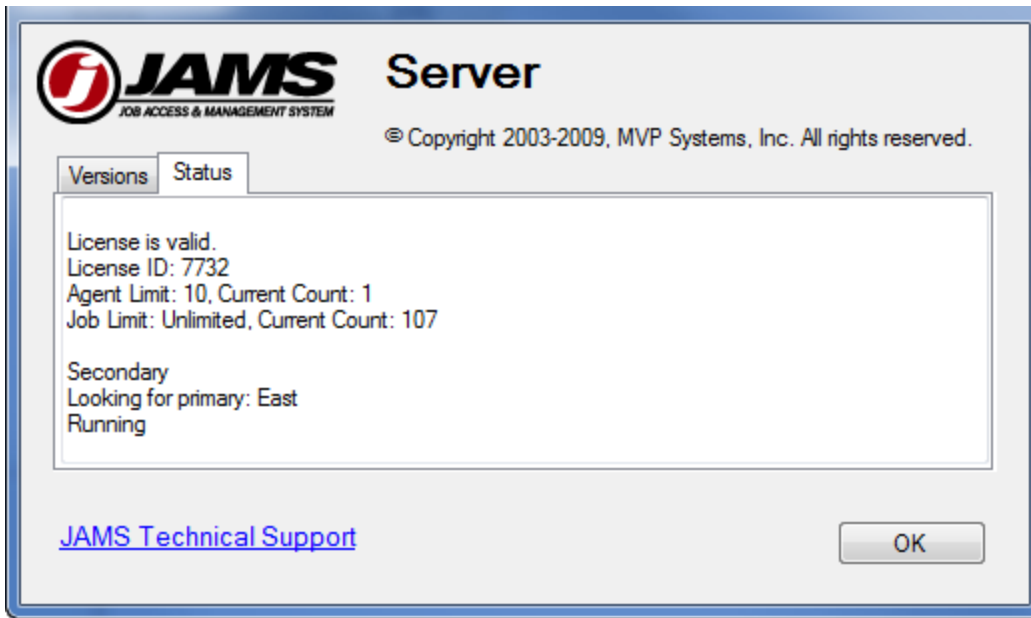 JAMS
JOB ACCESS & MANAGEMENT SYSTEM
Server
© Copyright 2003-2009, MVP Systems, Inc. All rights reserved.
Versions
Status
License is valid.
License ID: 7732
Agent Limit: 10, Current Count: 1
Job Limit: Unlimited, Current Count: 107
Secondary
Looking for primary: East
Running
JAMS Technical Support
OK